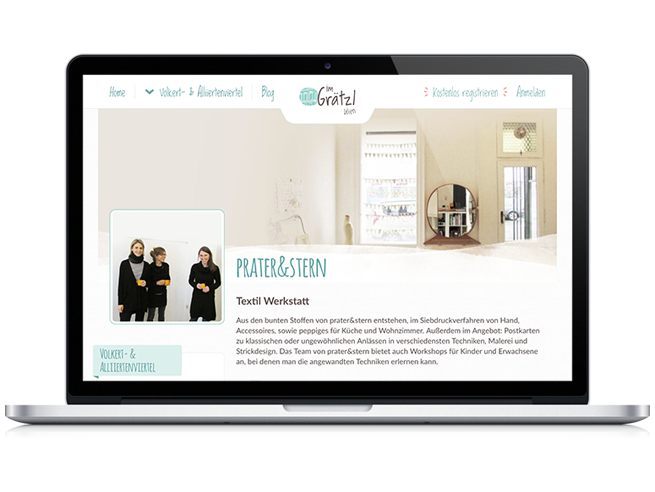 Home
Volkert- & Alliiertenviertel
Blog
Im
Grätzl
Wien
Kostenlos registrieren
Anmelden
PRATER&STERN
Textil Werkstatt
Aus den bunten Stoffen von prater&stern entstehen, im Siebdruckverfahren von Hand,
Accessoires, sowie peppiges für Küche und Wohnzimmer. Außerdem im Angebot: Postkarten
zu klassischen oder ungewöhnlichen Anlässen in verschiedensten Techniken, Malerei und
Strickdesign. Das Team von prater&stern bietet auch Workshops für Kinder und Erwachsene
an, bei denen man die angewandten Techniken erlernen kann.
Volkert- &
Alliiertenviertel